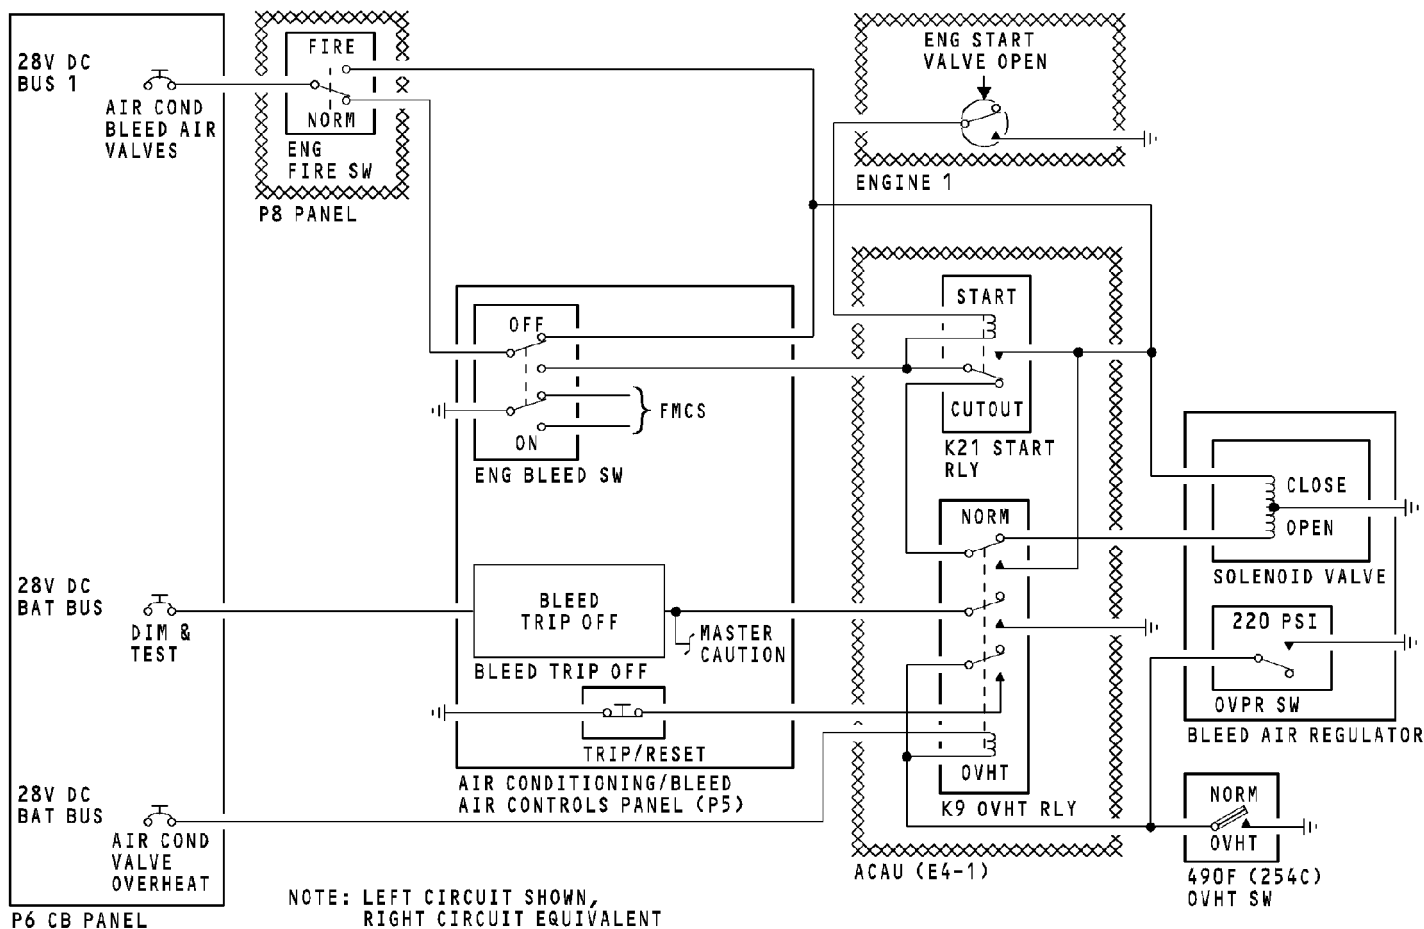 28V DC
BUS 1
AIR COND
BLEED AIR
VALVES
FIRE
NORM
ENG
FIRE SW
P8 PANEL
ENG START
VALVE OPEN
ENGINE 1
OFF
ON
FMCS
ENG BLEED SW
START
CUTOUT
K21 START
RLY
NORM
OVHT
K9 OVHT RLY
CLOSE
OPEN
SOLENOID VALVE
220 PSI
OVPR SW
BLEED AIR REGULATOR
28V DC
BAT BUS
DIM &
TEST
BLEED
TRIP OFF
BLEED TRIP OFF
MASTER
CAUTION
TRIP/RESET
AIR CONDITIONING/BLEED
AIR CONTROLS PANEL (P5)
28V DC
BAT BUS
AIR COND
VALVE
OVERHEAT
NORM
OVHT
490F (254C)
OVHT SW
ACAU (E4-1)
NOTE: LEFT CIRCUIT SHOWN,
RIGHT CIRCUIT EQUIVALENT
P6 CB PANEL